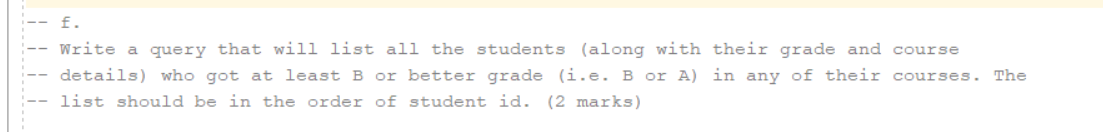 -- f.
-- Write a query that will list all the students (along with their grade and course
-- details) who got at least B or better grade (i.e. B or A) in any of their courses. The
-- list should be in the order of student id. (2 marks)